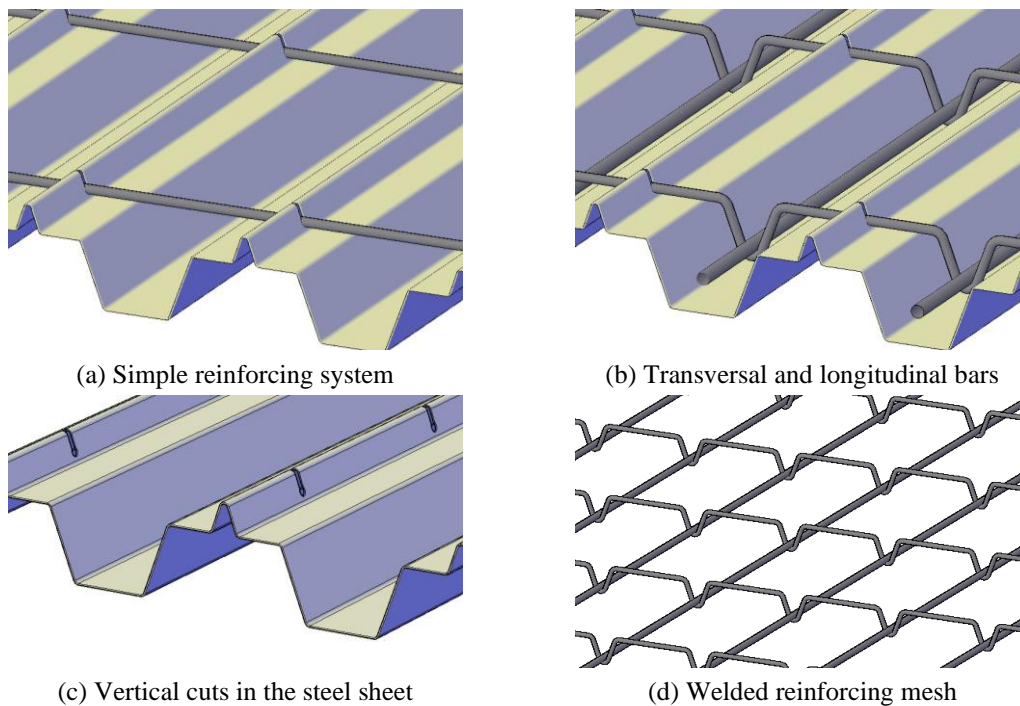 (a) Simple reinforcing system
(b) Transversal and longitudinal bars
(c) Vertical cuts in the steel sheet
(d) Welded reinforcing mesh